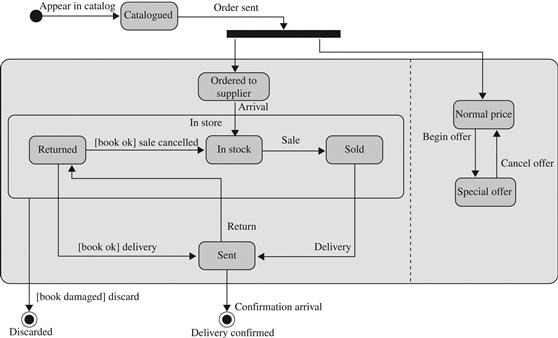 Appear in catalog
Catalogued
Order sent
Ordered to
supplier
Arrival
In store
Returned
[book ok] sale cancelled
In stock
Sale
Sold
Normal price
Begin offer
Cancel offer
Special offer
Return
[book ok] delivery
Sent
Delivery
[book damaged] discard
Confirmation arrival
Discarded
Delivery confirmed